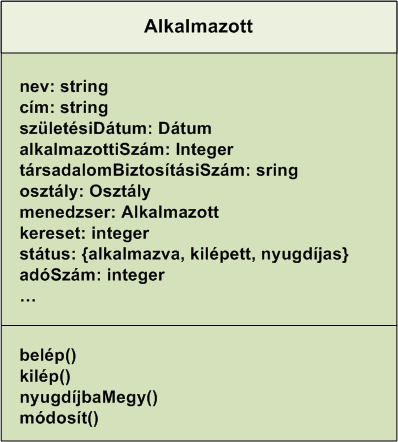 Alkalmazott
nev: string
cím: string
születésiDátum: Dátum
alkalmazottiSzám: Integer
társadalomBiztosításiSzám: sring
osztály: Osztály
menedzser: Alkalmazott
kereset: integer
státus: {alkalmazva, kilépett, nyugdíjas}
adóSzám: integer
…
belép()
kilép()
nyugdíjbaMegy()
módosít()